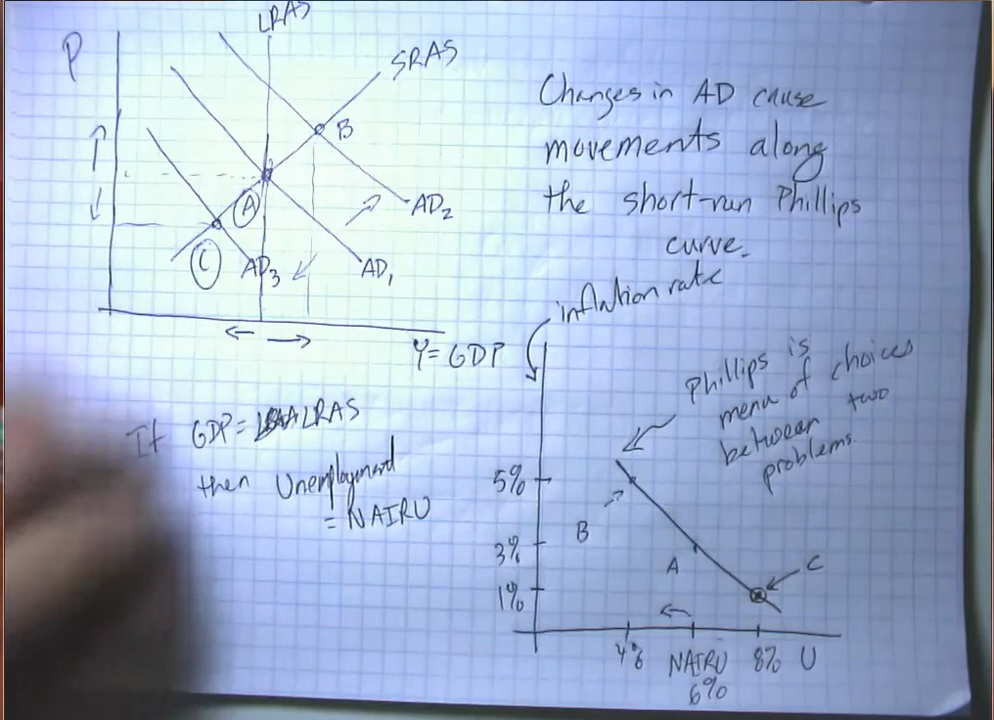 P
LRAS
SRAS
B
A
C
AD2
AD1
AD3
Y=GDP
Changes in AD cause
movements along
the short-run Phillips
curve.
inflation rate
Phillips is
menu of choices
between two
problems
If GDP = LRAS
then Unemployment
= NAIRU
5%
3%
1%
B
A
C
4% NAIRU 8% U
6%